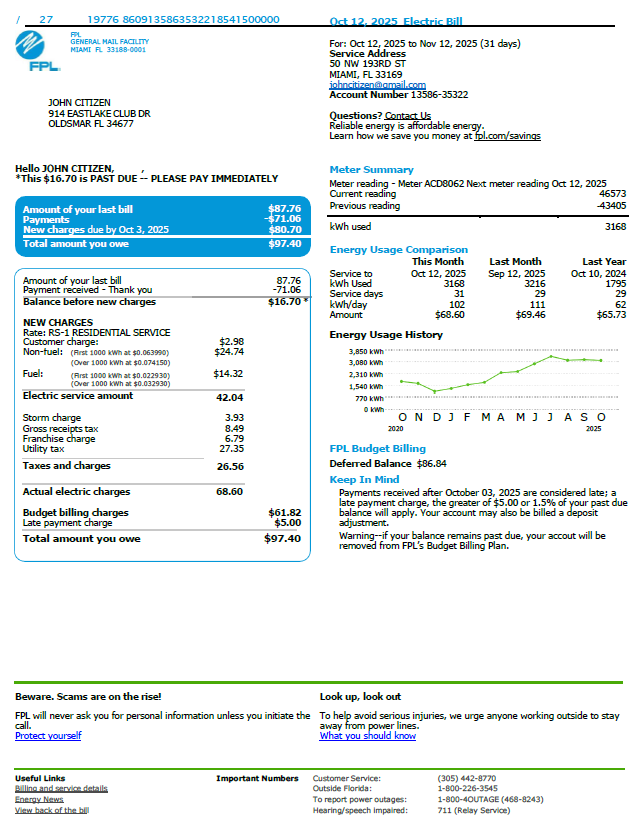 / 27 19776 8609135863532218541500000
Oct 12, 2025 Electric Bill
FPL
GENERAL MAIL FACILITY
MIAMI FL 33188-0001
FPL.
JOHN CITIZEN
914 EASTLAKE CLUB DR
OLDSMAR FL 34677
For: Oct 12, 2025 to Nov 12, 2025 (31 days)
Service Address
50 NW 193RD ST
MIAMI, FL 33169
johncitizen@gmail.com
Account Number 13586-35322
Questions? Contact Us
Reliable energy is affordable energy.
Learn how we save you money at fpl.com/savings
Hello JOHN CITIZEN, ,
*This $16.70 is PAST DUE -- PLEASE PAY IMMEDIATELY
Amount of your last bill $87.76
Payments -$71.06
New charges due by Oct 3, 2025 $80.70
Total amount you owe $97.40
Amount of your last bill 87.76
Payment received - Thank you -71.06
Balance before new charges $16.70 *
NEW CHARGES
Rate: RS-1 RESIDENTIAL SERVICE
Customer charge: $2.98
Non-fuel: (First 1000 kWh at $0.063990) $24.74
(Over 1000 kWh at $0.074150)
Fuel: (First 1000 kWh at $0.022930) $14.32
(Over 1000 kWh at $0.032930)
Electric service amount 42.04
Storm charge 3.93
Gross receipts tax 8.49
Franchise charge 6.79
Utility tax 27.35
Taxes and charges 26.56
Actual electric charges 68.60
Budget billing charges $61.82
Late payment charge $5.00
Total amount you owe $97.40
Meter Summary
Meter reading - Meter ACD8062 Next meter reading Oct 12, 2025
Current reading 46573
Previous reading -43405
kWh used 3168
Energy Usage Comparison
This Month Last Month Last Year
Service to Oct 12, 2025 Sep 12, 2025 Oct 10, 2024
kWh Used 3168 3216 1795
Service days 31 29 29
kWh/day 102 111 62
Amount $68.60 $69.46 $65.73
Energy Usage History
3,850 kWh
3,080 kWh
2,310 kWh
1,540 kWh
770 kWh
0 kWh
O N D J F M A M J J A S O
2020 2025
FPL Budget Billing
Deferred Balance $86.84
Keep In Mind
Payments received after October 03, 2025 are considered late; a
late payment charge, the greater of $5.00 or 1.5% of your past due
balance will apply. Your account may also be billed a deposit
adjustment.
Warning--if your balance remains past due, your accout will be
removed from FPL's Budget Billing Plan.
Beware. Scams are on the rise!
FPL will never ask you for personal information unless you initiate the
call.
Protect yourself
Look up, look out
To help avoid serious injuries, we urge anyone working outside to stay
away from power lines.
What you should know
Useful Links
Billing and service details
Energy News
View back of the bill
Important Numbers
Customer Service: (305) 442-8770
Outside Florida: 1-800-226-3545
To report power outages: 1-800-4OUTAGE (468-8243)
Hearing/speech impaired: 711 (Relay Service)